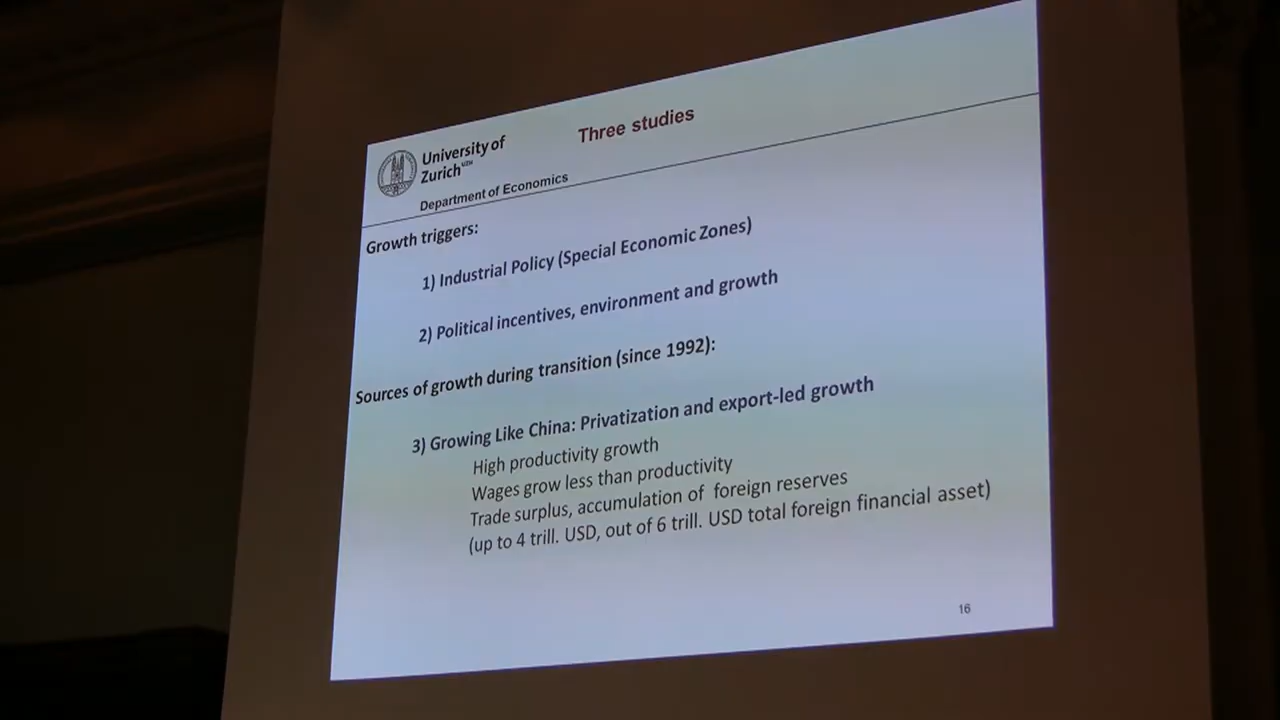 University of
Zurich UZH
Three studies
Department of Economics
Growth triggers:
1) Industrial Policy (Special Economic Zones)
2) Political incentives, environment and growth
Sources of growth during transition (since 1992):
3) Growing Like China: Privatization and export-led growth
High productivity growth
Wages grow less than productivity
Trade surplus, accumulation of foreign reserves
(up to 4 trill. USD, out of 6 trill. USD total foreign financial asset)
16